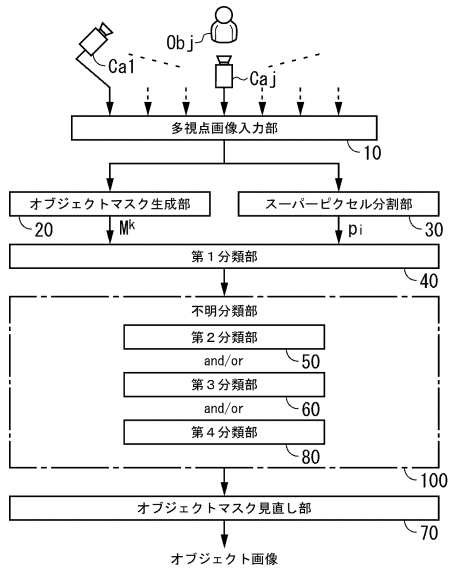 Obj
Ca1
Caj
多視点画像入力部
10
オブジェクトマスク生成部
スーパーピクセル分割部
20
Mk
pi
30
第1分類部
40
不明分類部
第2分類部
and/or
50
第3分類部
and/or
60
第4分類部
80
100
オブジェクトマスク見直し部
70
オブジェクト画像